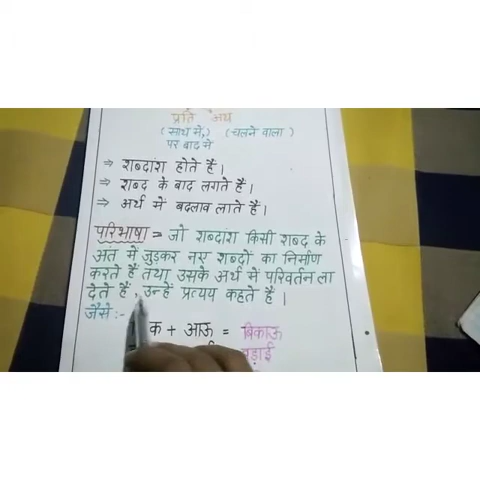 प्रति अय
(साथ में,) (चलने वाला)
पर बाद में
⇒ शब्दांश होते हैं।
⇒ शब्द के बाद लगते हैं।
⇒ अर्थ में बदलाव लाते हैं।
परिभाषा = जो शब्दांश किसी शब्द के
अंत में जुड़कर नए शब्दों का निर्माण
करते हैं तथा उसके अर्थ में परिवर्तन ला
देते हैं, उन्हें प्रत्यय कहते हैं।
जैसे :-
क + आऊ = बिकाऊ